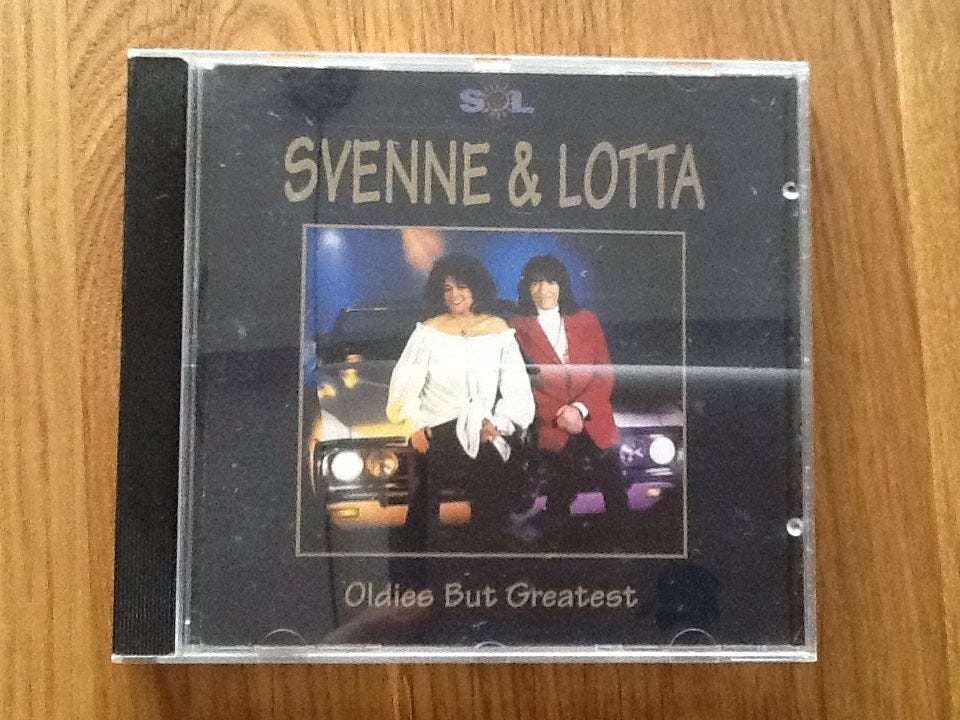 SOL
SVENNE & LOTTA
Oldies But Greatest